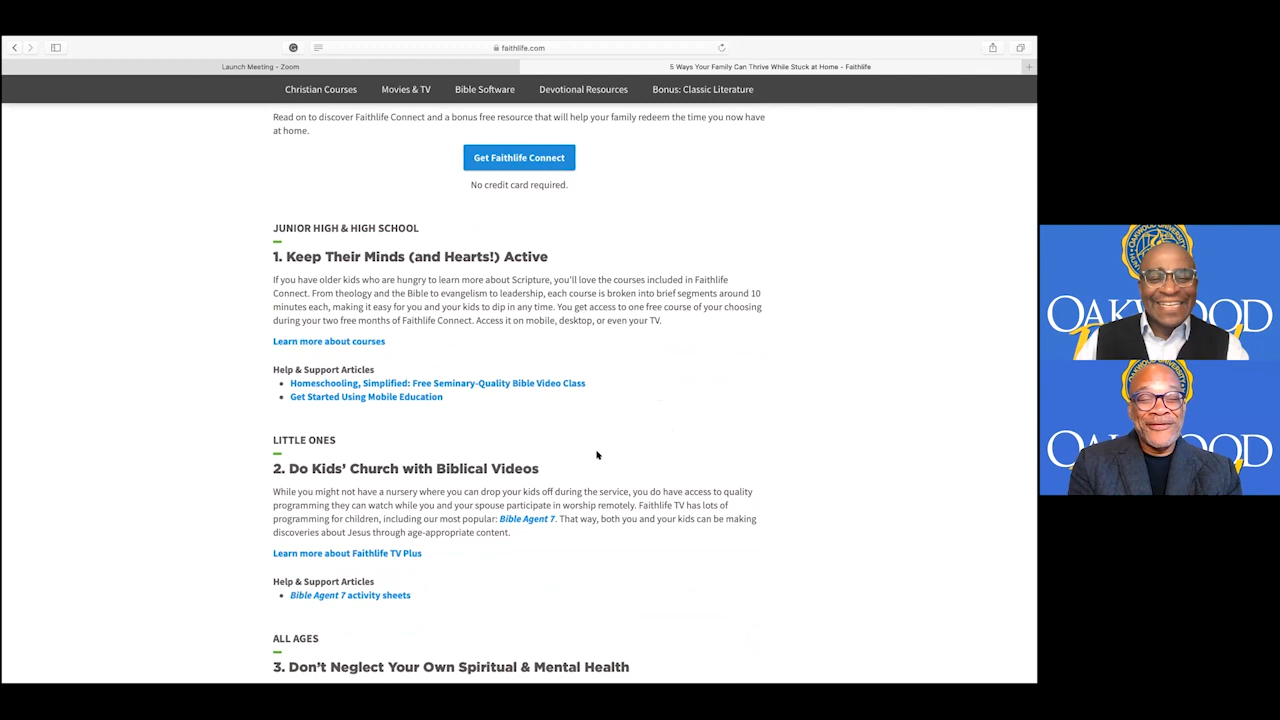 faithlife.com
Launch Meeting - Zoom
5 Ways Your Family Can Thrive While Stuck at Home - Faithlife
Christian Courses
Movies & TV
Bible Software
Devotional Resources
Bonus: Classic Literature
Read on to discover Faithlife Connect and a bonus free resource that will help your family redeem the time you now have
at home.
Get Faithlife Connect
No credit card required.
JUNIOR HIGH & HIGH SCHOOL
1. Keep Their Minds (and Hearts!) Active
If you have older kids who are hungry to learn more about Scripture, you'll love the courses included in Faithlife
Connect. From theology and the Bible to evangelism to leadership, each course is broken into brief segments around 10
minutes each, making it easy for you and your kids to dip in any time. You get access to one free course of your choosing
during your two free months of Faithlife Connect. Access it on mobile, desktop, or even your TV.
Learn more about courses
Help & Support Articles
• Homeschooling, Simplified: Free Seminary-Quality Bible Video Class
• Get Started Using Mobile Education
LITTLE ONES
2. Do Kids' Church with Biblical Videos
While you might not have a nursery where you can drop your kids off during the service, you do have access to quality
programming they can watch while you and your spouse participate in worship remotely. Faithlife TV has lots of
programming for children, including our most popular: Bible Agent 7. That way, both you and your kids can be making
discoveries about Jesus through age-appropriate content.
Learn more about Faithlife TV Plus
Help & Support Articles
• Bible Agent 7 activity sheets
ALL AGES
3. Don't Neglect Your Own Spiritual & Mental Health